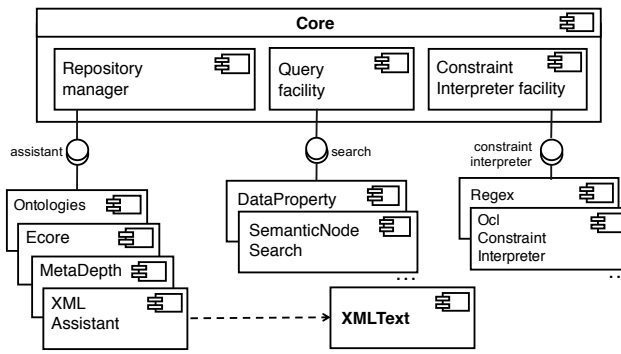 Core
Repository
manager
Query
facility
Constraint
Interpreter facility
assistant
search
constraint
interpreter
Ontologies
Ecore
MetaDepth
XML
Assistant
DataProperty
SemanticNode
Search
...
Regex
Ocl
Constraint
Interpreter
...
XMLText